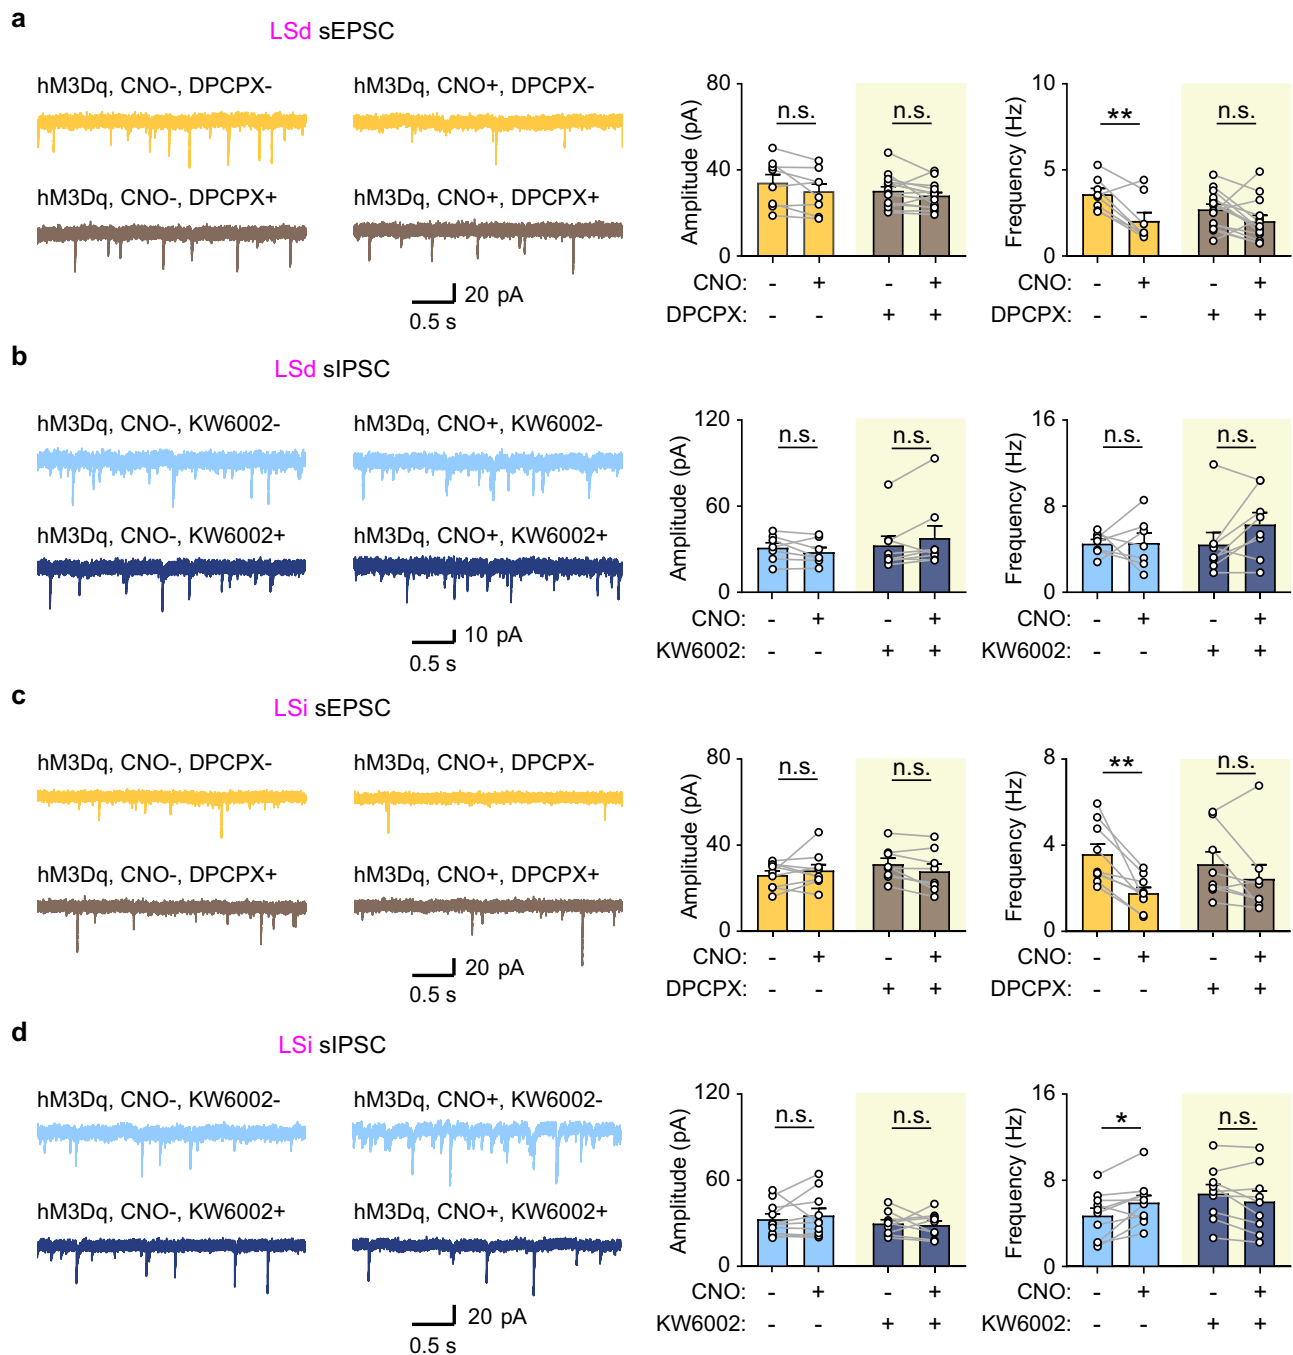 a
LSd sEPSC
hM3Dq, CNO-, DPCPX-
hM3Dq, CNO+, DPCPX-
hM3Dq, CNO-, DPCPX+
hM3Dq, CNO+, DPCPX+
20 pA
0.5 s
Amplitude (pA)
80
40
0
n.s.
n.s.
CNO: - + - +
DPCPX: - - + +
Frequency (Hz)
10
5
0
**
n.s.
CNO: - + - +
DPCPX: - - + +
b
LSd sIPSC
hM3Dq, CNO-, KW6002-
hM3Dq, CNO+, KW6002-
hM3Dq, CNO-, KW6002+
hM3Dq, CNO+, KW6002+
10 pA
0.5 s
Amplitude (pA)
120
60
0
n.s.
n.s.
CNO: - + - +
KW6002: - - + +
Frequency (Hz)
16
8
0
n.s.
n.s.
CNO: - + - +
KW6002: - - + +
c
LSi sEPSC
hM3Dq, CNO-, DPCPX-
hM3Dq, CNO+, DPCPX-
hM3Dq, CNO-, DPCPX+
hM3Dq, CNO+, DPCPX+
20 pA
0.5 s
Amplitude (pA)
80
40
0
n.s.
n.s.
CNO: - + - +
DPCPX: - - + +
Frequency (Hz)
8
4
0
**
n.s.
CNO: - + - +
DPCPX: - - + +
d
LSi sIPSC
hM3Dq, CNO-, KW6002-
hM3Dq, CNO+, KW6002-
hM3Dq, CNO-, KW6002+
hM3Dq, CNO+, KW6002+
20 pA
0.5 s
Amplitude (pA)
120
60
0
n.s.
n.s.
CNO: - + - +
KW6002: - - + +
Frequency (Hz)
16
8
0
*
n.s.
CNO: - + - +
KW6002: - - + +